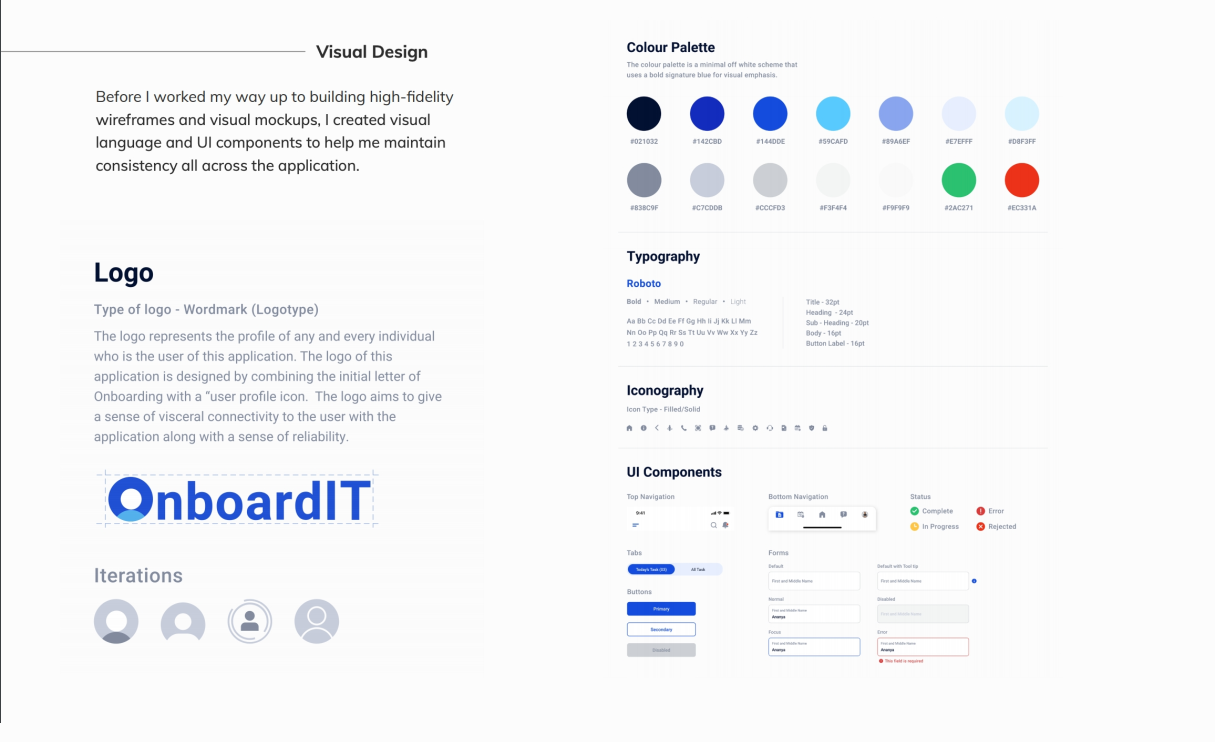 Visual Design
Before I worked my way up to building high-fidelity
wireframes and visual mockups, I created visual
language and UI components to help me maintain
consistency all across the application.
Logo
Type of logo - Wordmark (Logotype)
The logo represents the profile of any and every individual
who is the user of this application. The logo of this
application is designed by combining the initial letter of
Onboarding with a “user profile icon.  The logo aims to give
a sense of visceral connectivity to the user with the
application along with a sense of reliability.
OnboardIT
Iterations
Colour Palette
The colour palette is a minimal off white scheme that
uses a bold signature blue for visual emphasis.
#021032 #142CBD #144DDE #59CAFD #89A6EF #E7EFFF #D8F3FF
#838C9F #C7CDDB #CCCFD3 #F3F4F4 #F9F9F9 #2AC271 #EC331A
Typography
Roboto
Bold • Medium • Regular • Light
Aa Bb Cc Dd Ee Ff Gg Hh Ii Jj Kk Ll Mm
Nn Oo Pp Qq Rr Ss Tt Uu Vv Ww Xx Yy Zz
1 2 3 4 5 6 7 8 9 0
Title - 32pt
Heading  - 24pt
Sub - Heading - 20pt
Body - 16pt
Button Label - 16pt
Iconography
Icon Type - Filled/Solid
UI Components
Top Navigation
9:41
Bottom Navigation
Status
Complete
Error
In Progress
Rejected
Tabs
Today's Task (03)
All Task
Buttons
Primary
Secondary
Disabled
Forms
Default
First and Middle Name
Default with Tool tip
First and Middle Name
Normal
First and Middle Name
Ananya
Disabled
First and Middle Name
Focus
First and Middle Name
Ananya
Error
First and Middle Name
Ananya
This field is required